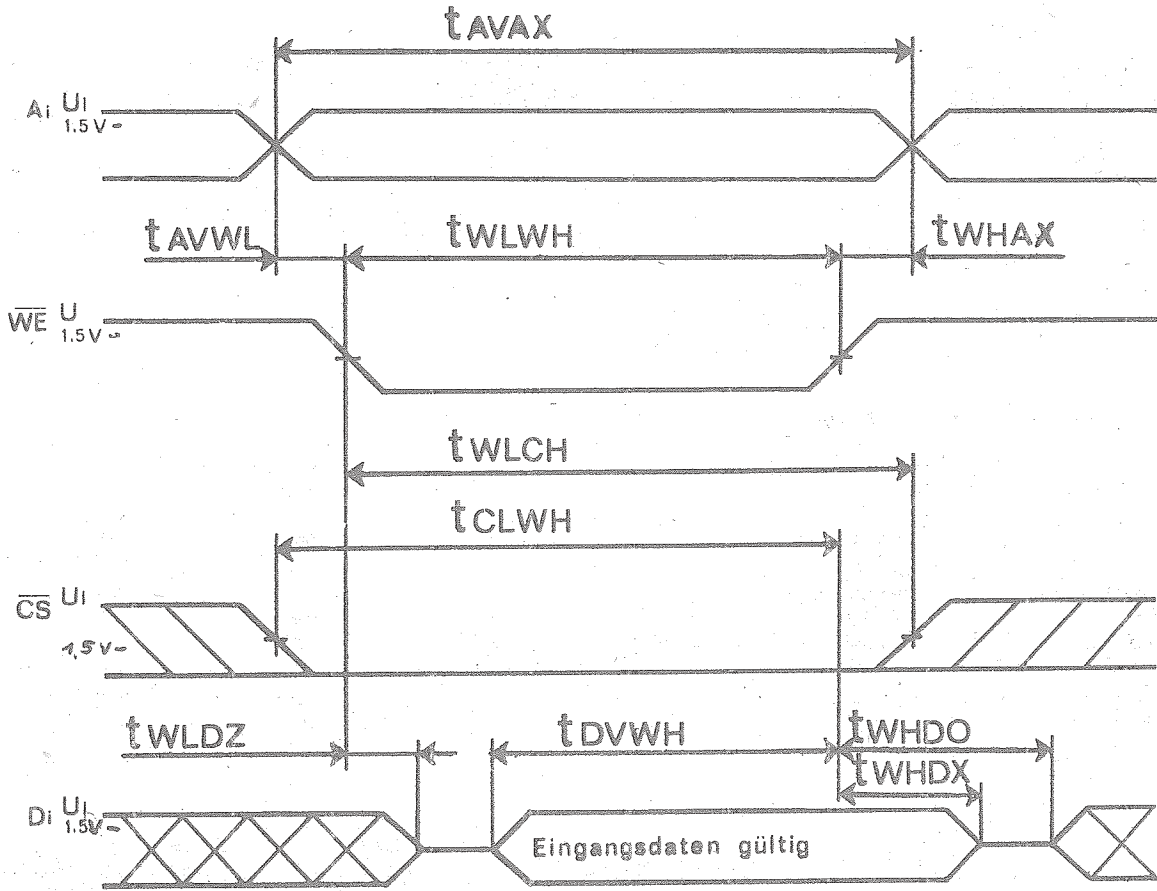 tAVAX
Ai UI
1.5V-
tAVWL tWLWH tWHAX
WE U
1.5V-
tWLCH
tCLWH
CS UI
1,5V-
tWLDZ tDVWH tWHDO
tWHDX
Di UI
1.5V-
Eingangsdaten gültig